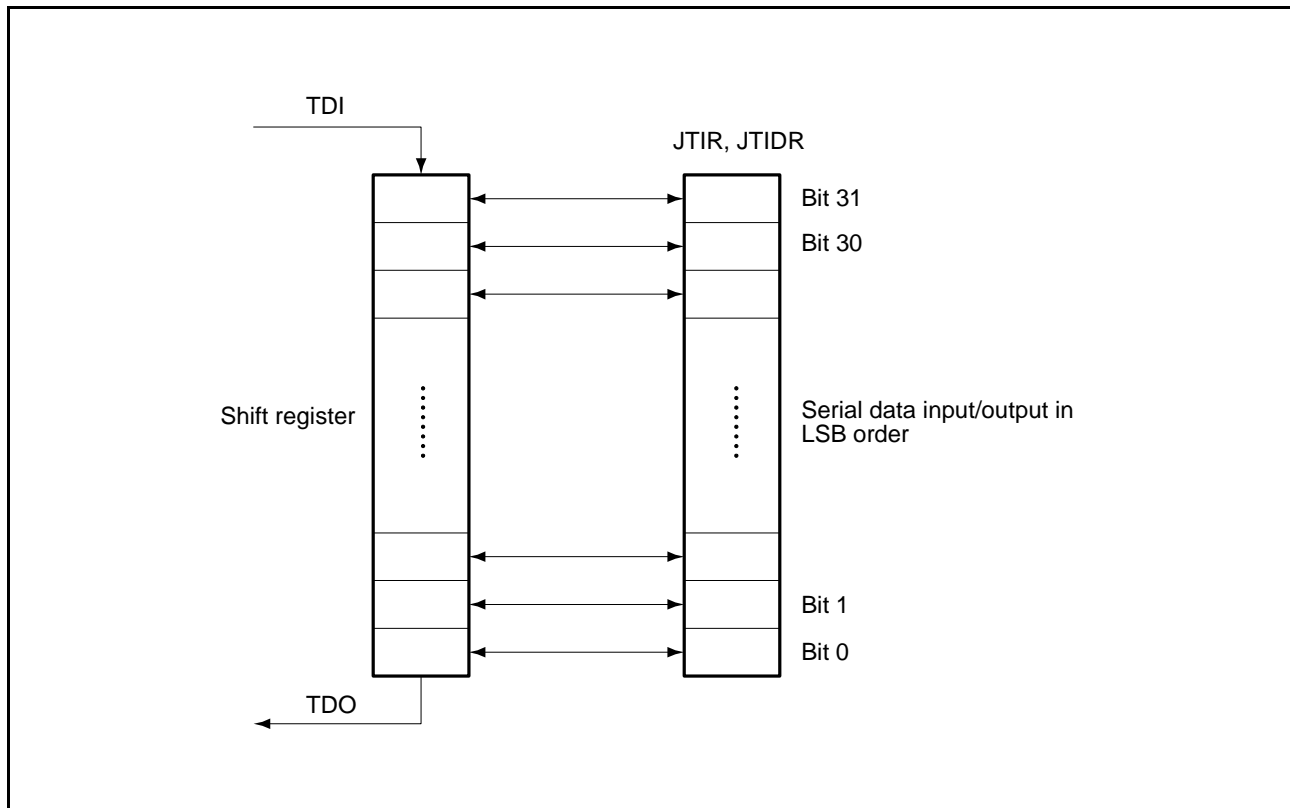 TDI
JTIR, JTIDR
Bit 31
Bit 30
Shift register
Serial data input/output in
LSB order
Bit 1
Bit 0
TDO